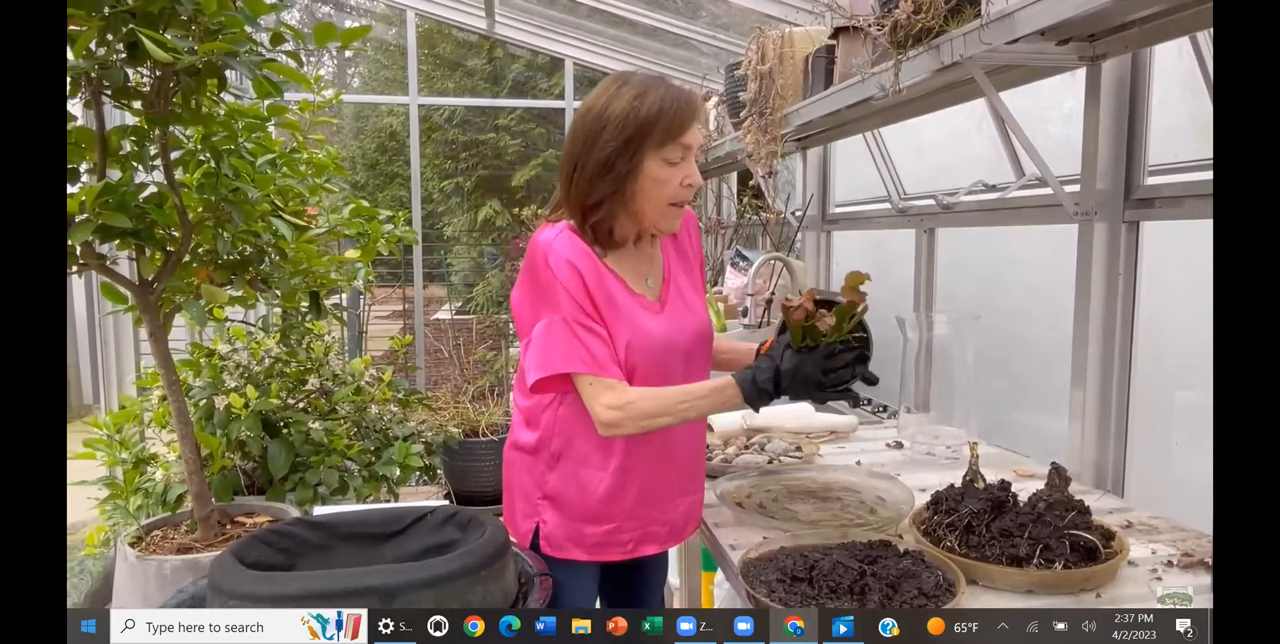 Type here to search
S...
Z...
65°F
2:37 PM
4/2/2023
2